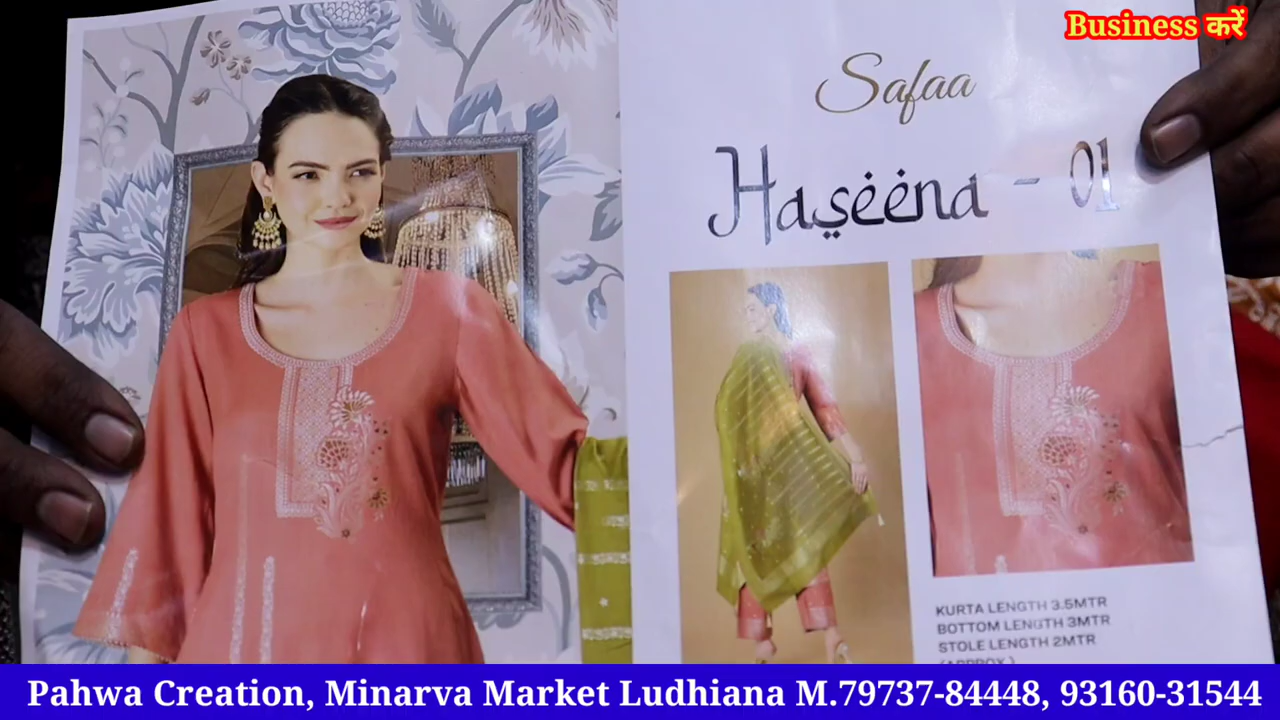 Business करें
Safaa
Haseena - 01
KURTA LENGTH 3.5MTR
BOTTOM LENGTH 3MTR
STOLE LENGTH 2MTR
(APPROX.)
Pahwa Creation, Minarva Market Ludhiana M.79737-84448, 93160-31544